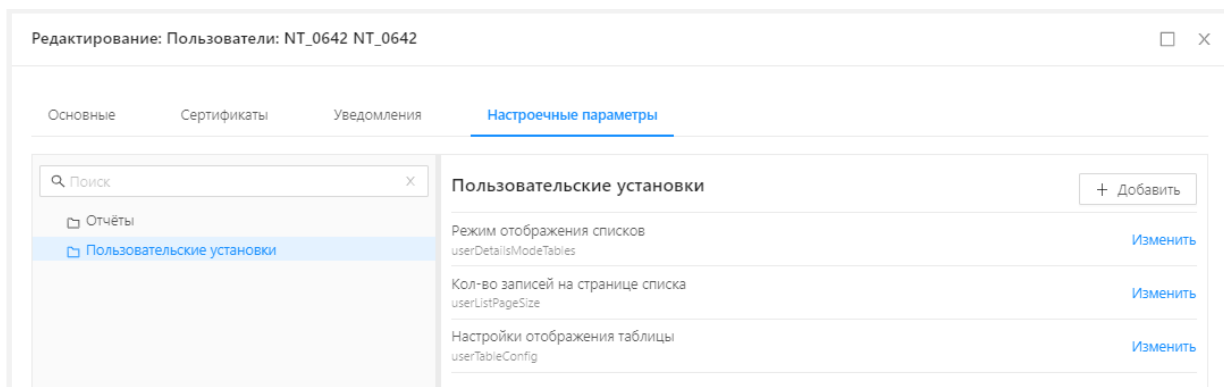 Редактирование: Пользователи: NT_0642 NT_0642
Основные Сертификаты Уведомления Настроечные параметры
Поиск
Отчёты
Пользовательские установки
Пользовательские установки
+ Добавить
Режим отображения списков
userDetailsModeTables
Изменить
Кол-во записей на странице списка
userListPageSize
Изменить
Настройки отображения таблицы
userTableConfig
Изменить